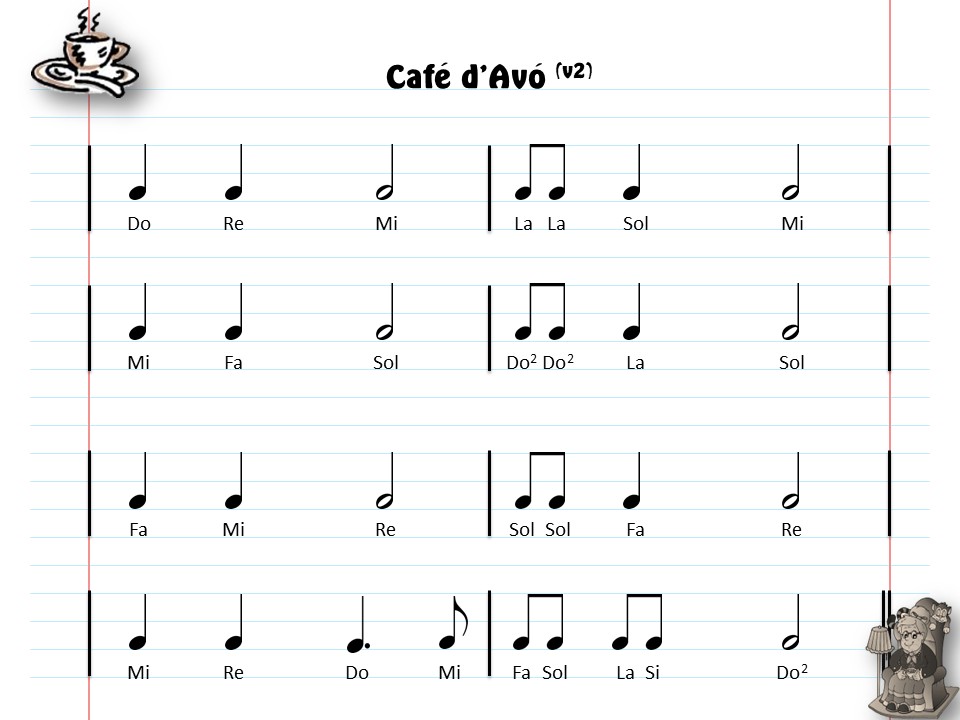 Café d'Avó (v2)
Do Re Mi La La Sol Mi
Mi Fa Sol Do² Do² La Sol
Fa Mi Re Sol Sol Fa Re
Mi Re Do Mi Fa Sol La Si Do²